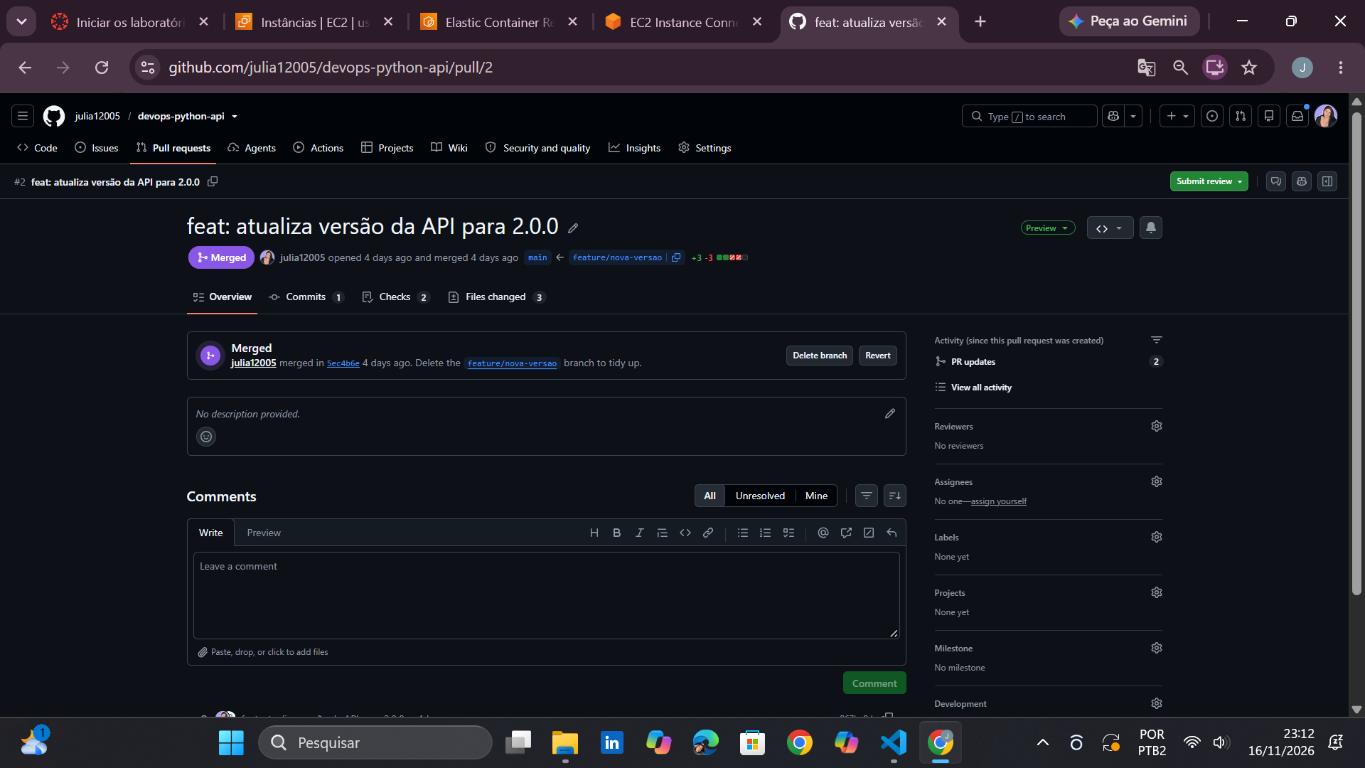 Iniciar os laboratóri
Instâncias | EC2 | us
Elastic Container Re
EC2 Instance Conne
feat: atualiza versão
Peça ao Gemini
github.com/julia12005/devops-python-api/pull/2
J
julia12005 / devops-python-api
Type / to search
Code
Issues
Pull requests
Agents
Actions
Projects
Wiki
Security and quality
Insights
Settings
#2 feat: atualiza versão da API para 2.0.0
Submit review
feat: atualiza versão da API para 2.0.0
Preview
Merged julia12005 opened 4 days ago and merged 4 days ago main ← feature/nova-versao +3 -3
Overview
Commits 1
Checks 2
Files changed 3
Merged
julia12005 merged in 5ec4b6e 4 days ago. Delete the feature/nova-versao branch to tidy up.
Delete branch
Revert
No description provided.
Comments
All
Unresolved
Mine
Write
Preview
Leave a comment
Paste, drop, or click to add files
Comment
Activity (since this pull request was created)
PR updates 2
View all activity
Reviewers
No reviewers
Assignees
No one—assign yourself
Labels
None yet
Projects
None yet
Milestone
No milestone
Development
1
Pesquisar
POR
PTB2
23:12
16/11/2026